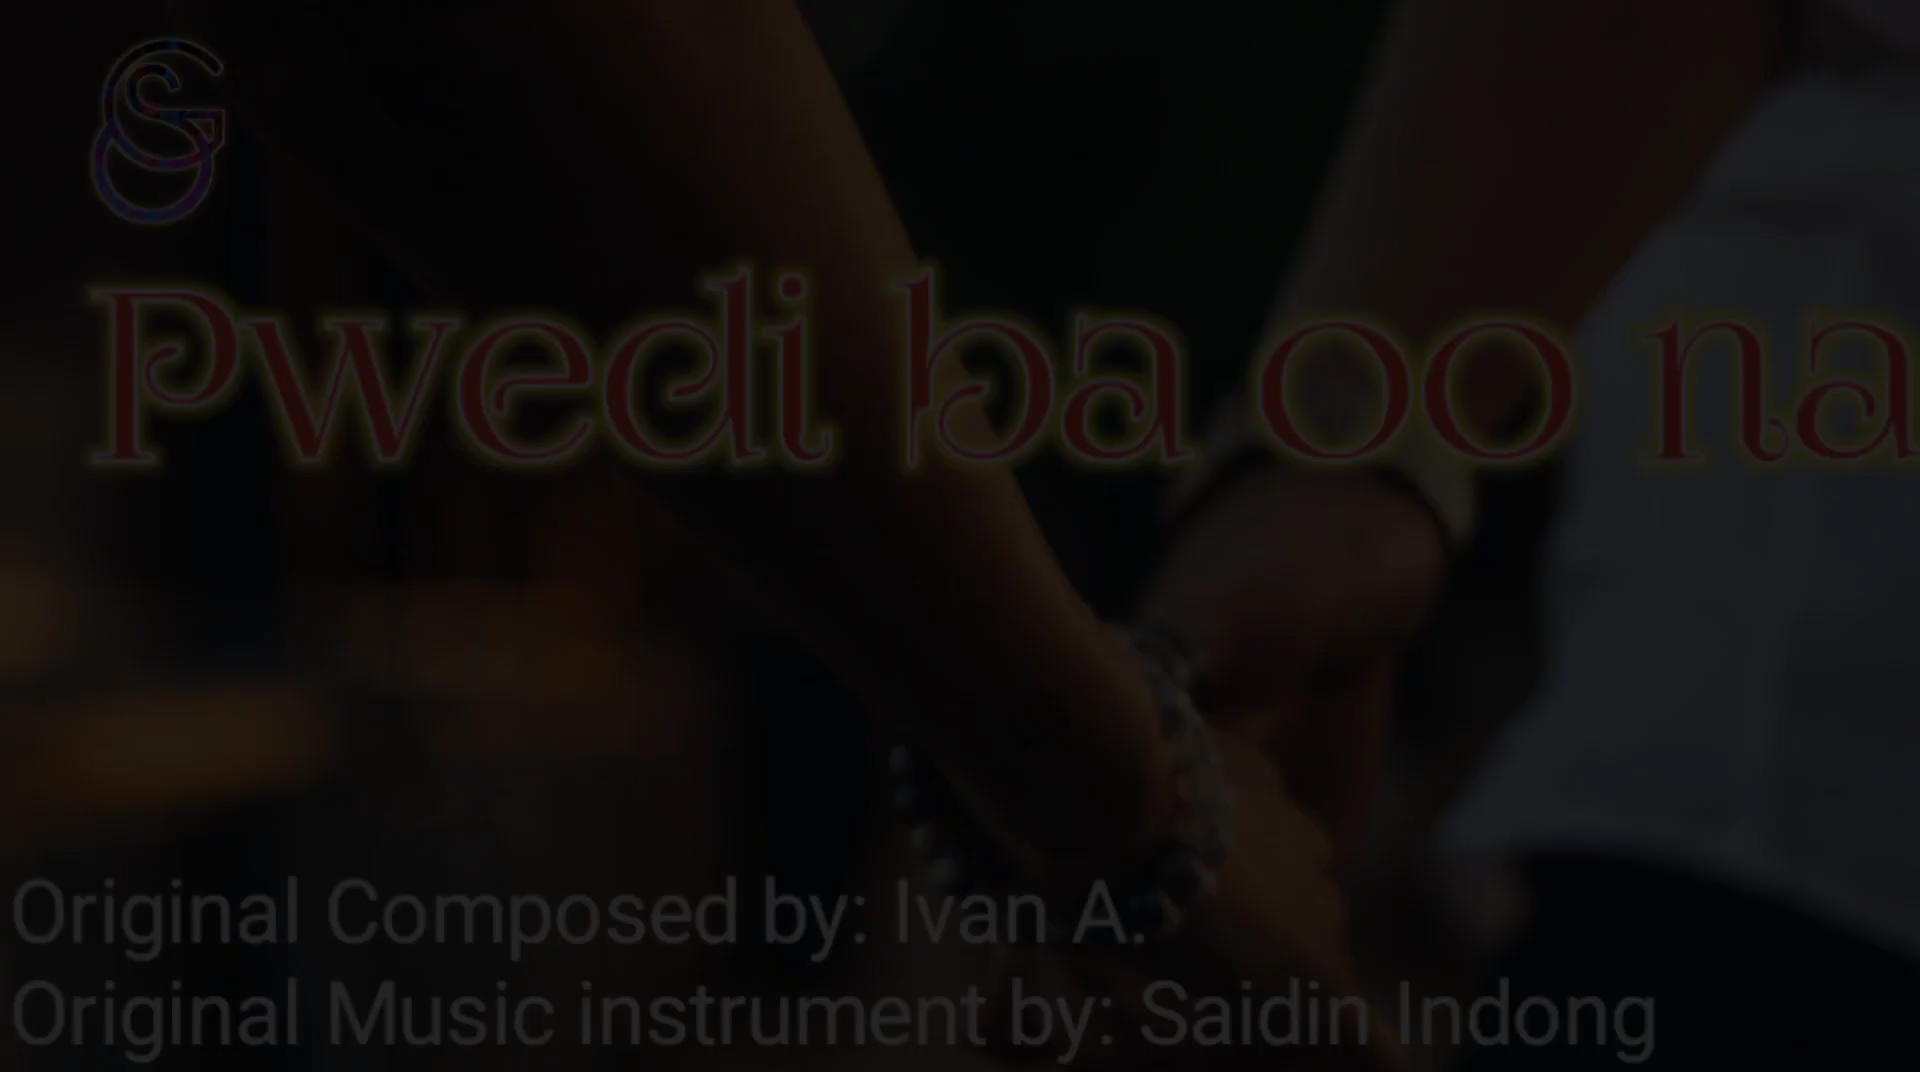 Pwedi ba oo na
Original Composed by: Ivan A.
Original Music instrument by: Saidin Indong